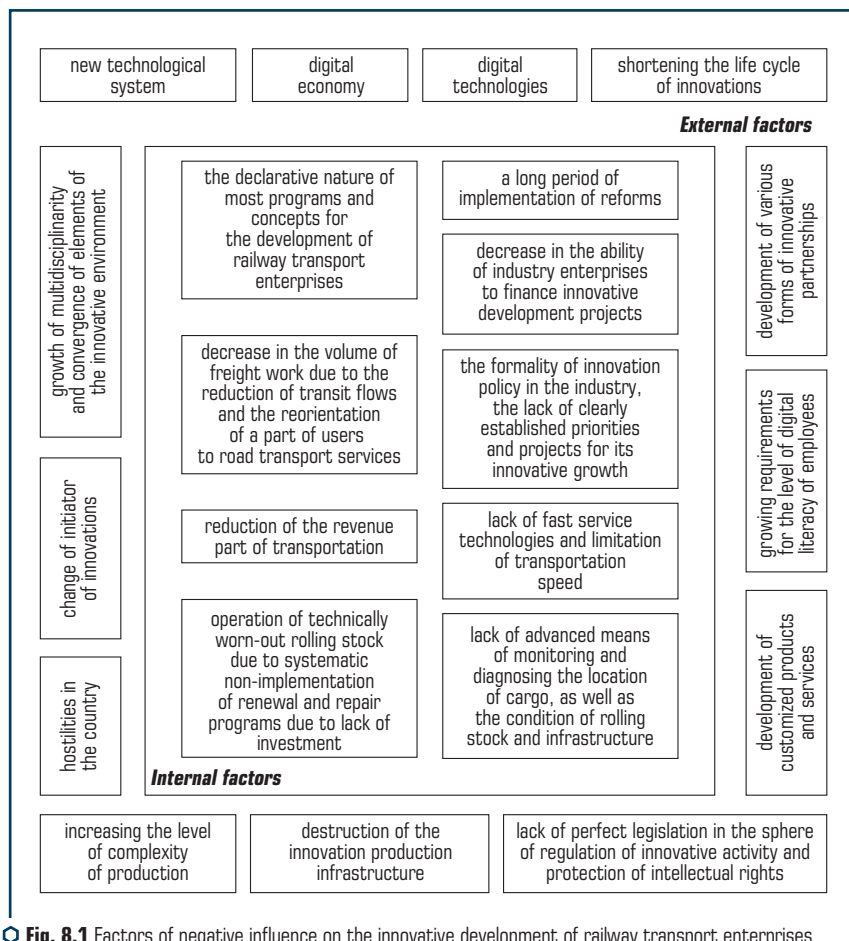 new technological
system
digital
economy
digital
technologies
shortening the life cycle
of innovations
External factors
growth of multidisciplinarity
and convergence of elements of
the innovative environment
change of initiator
of innovations
hostilities in
the country
the declarative nature of
most programs and
concepts for
the development of
railway transport
enterprises
decrease in the volume of
freight work due to the
reduction of transit flows
and the reorientation
of a part of users
to road transport services
reduction of the revenue
part of transportation
operation of technically
worn-out rolling stock
due to systematic
non-implementation
of renewal and repair
programs due to lack of
investment
a long period of
implementation of reforms
decrease in the ability
of industry enterprises
to finance innovative
development projects
the formality of innovation
policy in the industry,
the lack of clearly
established priorities
and projects for its
innovative growth
lack of fast service
technologies and limitation
of transportation
speed
lack of advanced means
of monitoring and
diagnosing the location
of cargo, as well as
the condition of rolling
stock and infrastructure
Internal factors
development of various
forms of innovative
partnerships
growing requirements
for the level of digital
literacy of employees
development of
customized products
and services
increasing the level
of complexity
of production
destruction of the
innovation production
infrastructure
lack of perfect legislation in the sphere
of regulation of innovative activity and
protection of intellectual rights
Fig. 8.1 Factors of negative influence on the innovative development of railway transport enterprises